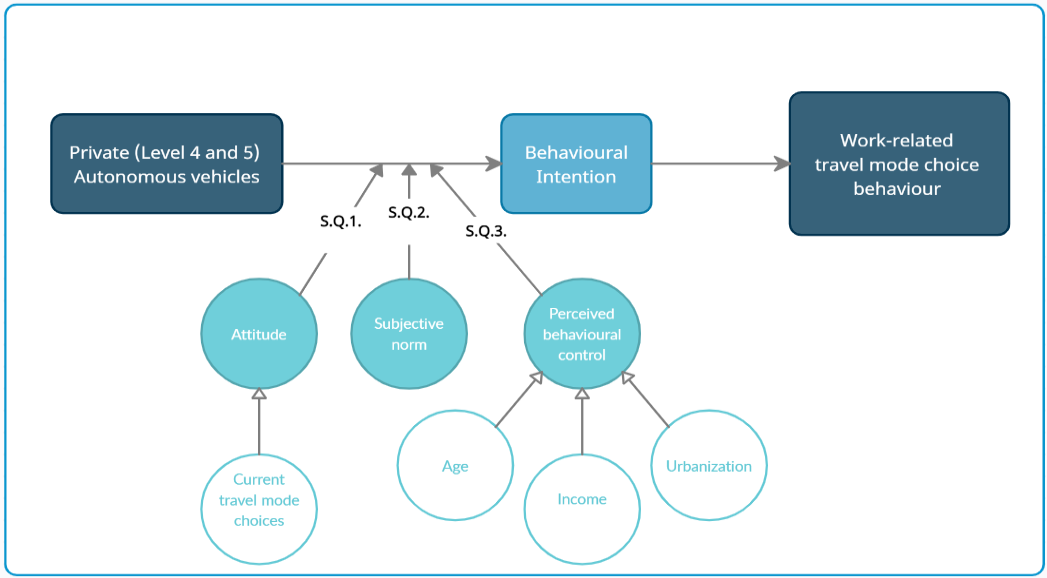 Private (Level 4 and 5)
Autonomous vehicles
Behavioural
Intention
Work-related
travel mode choice
behaviour
S.Q.1.
S.Q.2.
S.Q.3.
Attitude
Subjective
norm
Perceived
behavioural
control
Current
travel mode
choices
Age
Income
Urbanization